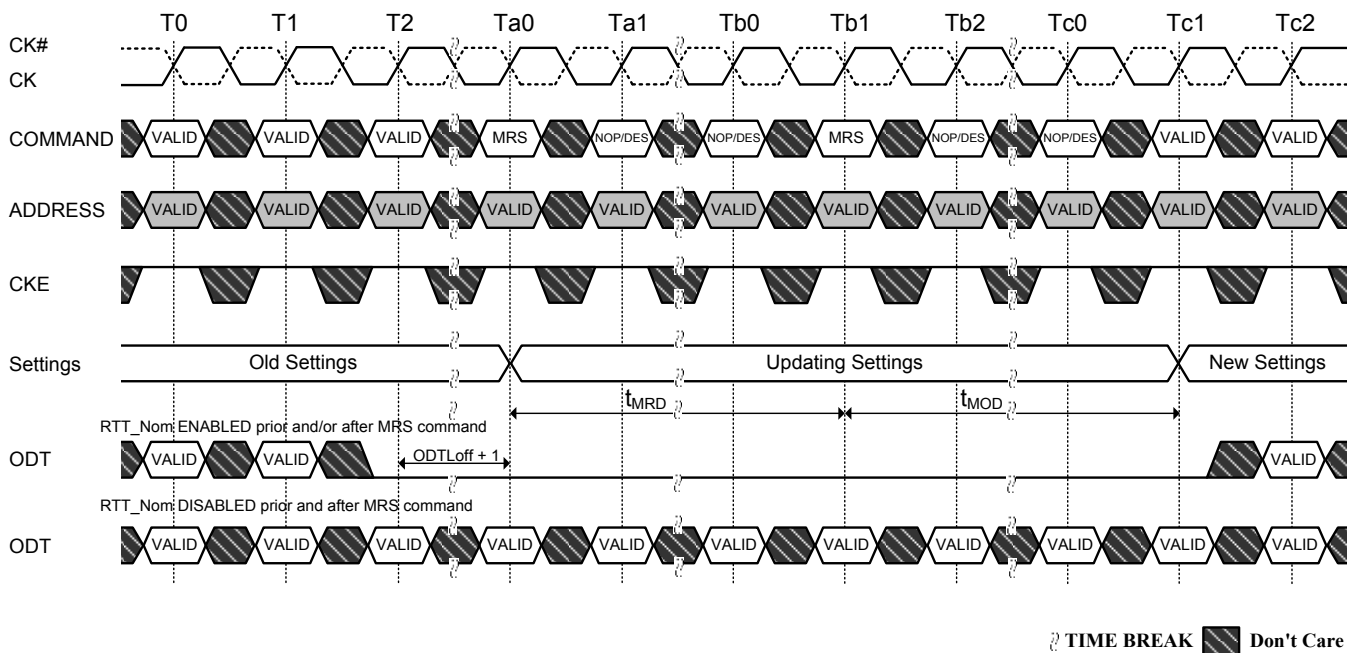 T0 T1 T2 Ta0 Ta1 Tb0 Tb1 Tb2 Tc0 Tc1 Tc2
CK#
CK
COMMAND VALID VALID VALID MRS NOP/DES NOP/DES MRS NOP/DES NOP/DES VALID VALID
ADDRESS VALID VALID VALID VALID VALID VALID VALID VALID VALID VALID VALID
CKE
Settings Old Settings Updating Settings New Settings
tMRD tMOD
RTT_Nom ENABLED prior and/or after MRS command
ODT VALID VALID ODTLoff + 1 VALID
RTT_Nom DISABLED prior and after MRS command
ODT VALID VALID VALID VALID VALID VALID VALID VALID VALID VALID VALID
TIME BREAK Don't Care